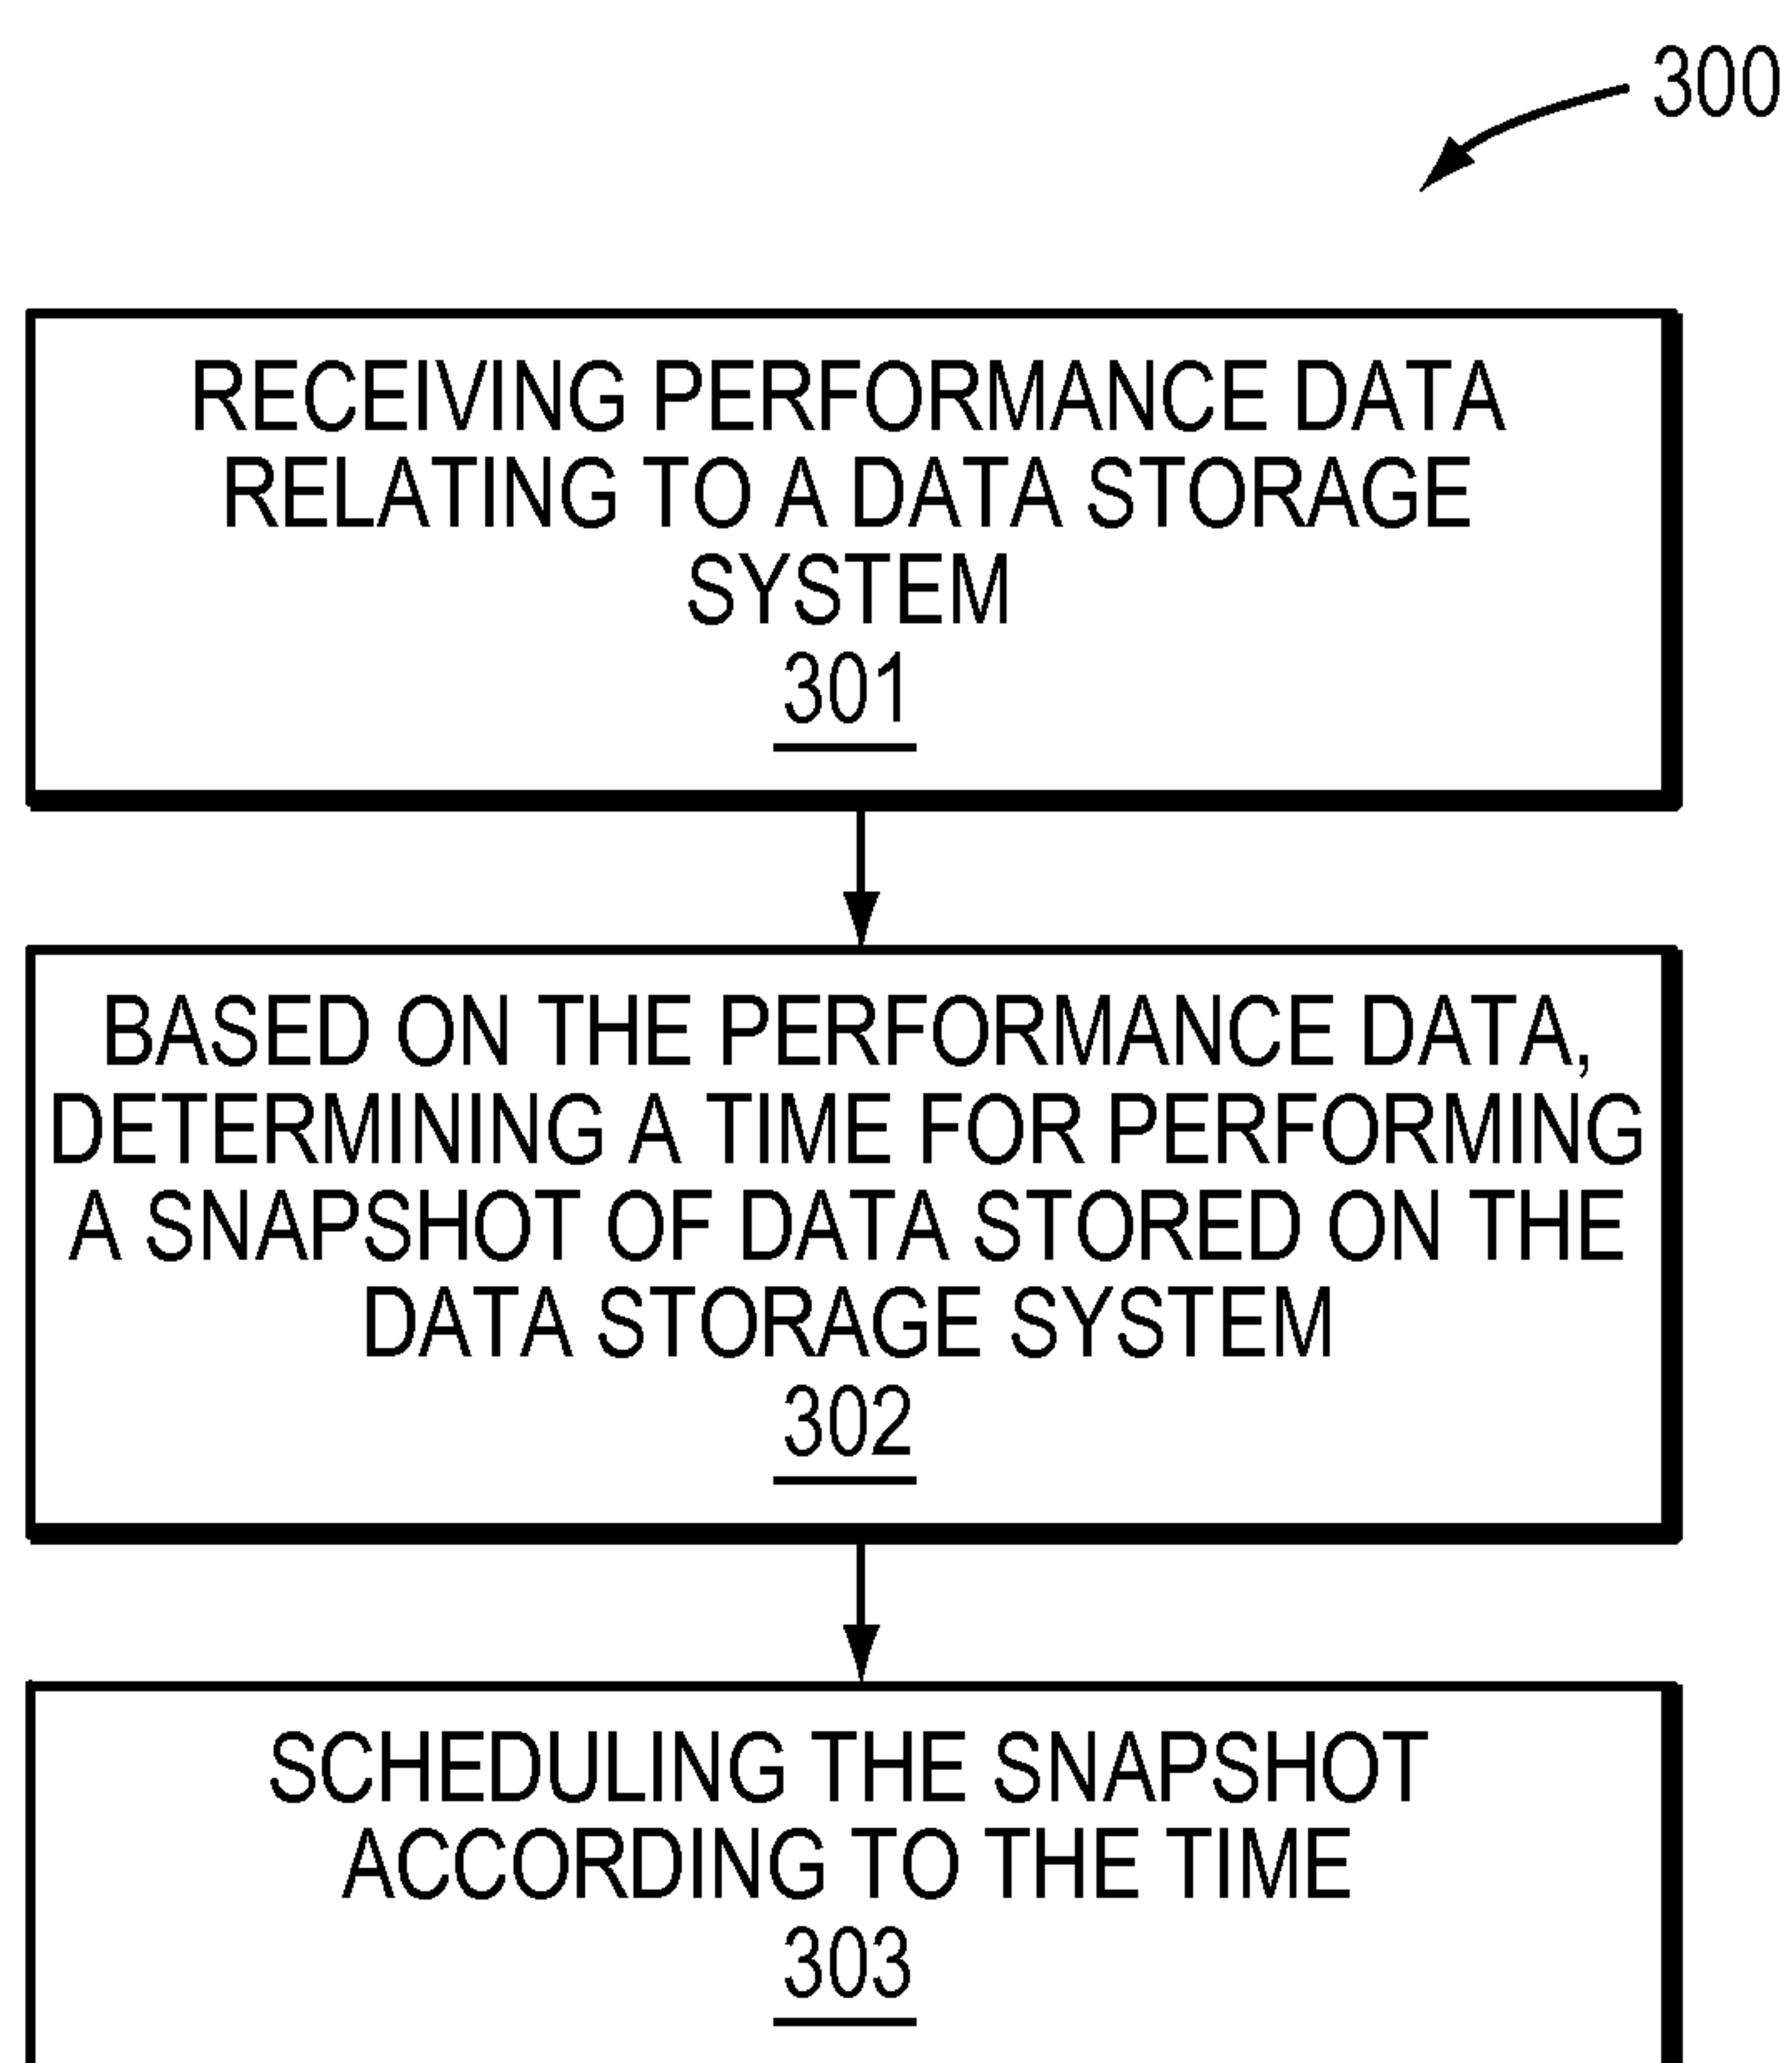 300
RECEIVING PERFORMANCE DATA
RELATING TO A DATA STORAGE
SYSTEM
301
BASED ON THE PERFORMANCE DATA,
DETERMINING A TIME FOR PERFORMING
A SNAPSHOT OF DATA STORED ON THE
DATA STORAGE SYSTEM
302
SCHEDULING THE SNAPSHOT
ACCORDING TO THE TIME
303